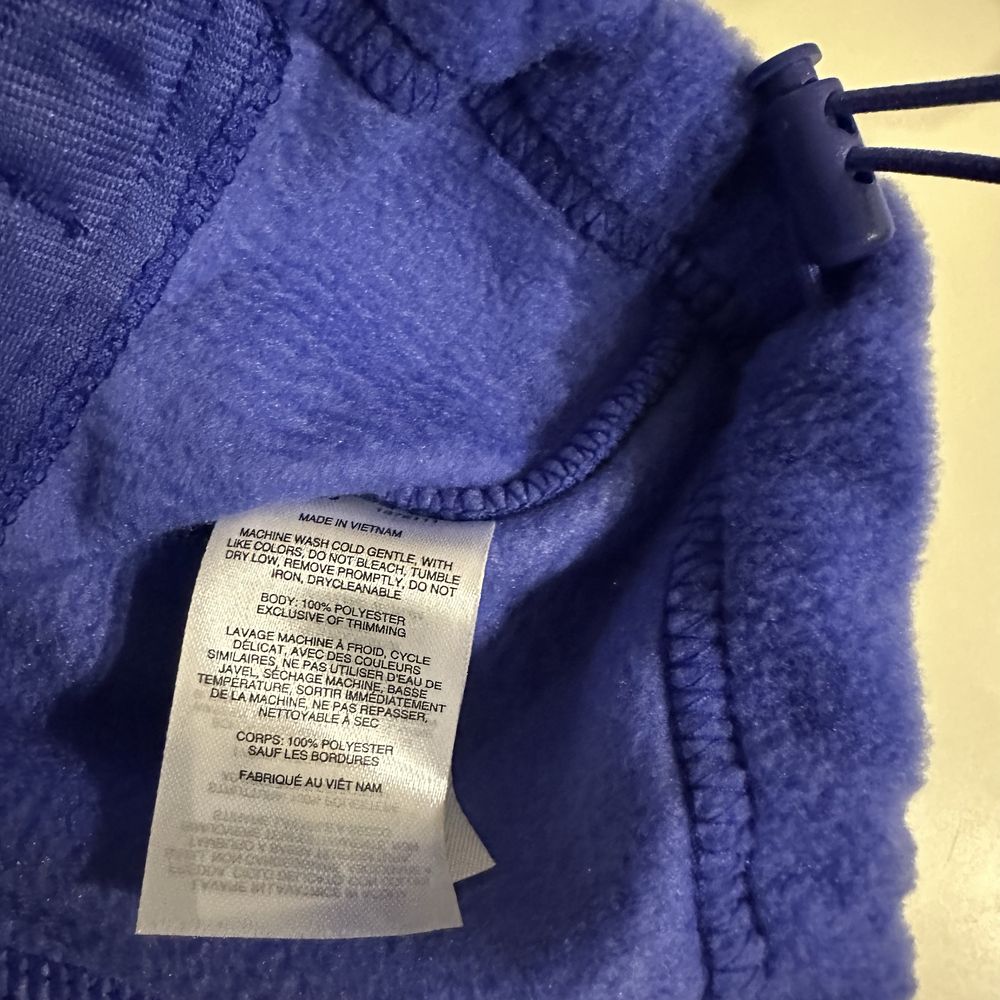 MADE IN VIETNAM
MACHINE WASH COLD GENTLE, WITH
LIKE COLORS, DO NOT BLEACH, TUMBLE
DRY LOW, REMOVE PROMPTLY, DO NOT
IRON, DRYCLEANABLE
BODY: 100% POLYESTER
EXCLUSIVE OF TRIMMING
LAVAGE MACHINE À FROID, CYCLE
DÉLICAT, AVEC DES COULEURS
SIMILAIRES, NE PAS UTILISER D'EAU DE
JAVEL, SÉCHAGE MACHINE, BASSE
TEMPÉRATURE, SORTIR IMMÉDIATEMENT
DE LA MACHINE, NE PAS REPASSER,
NETTOYABLE À SEC
CORPS: 100% POLYESTER
SAUF LES BORDURES
FABRIQUÉ AU VIÊT NAM